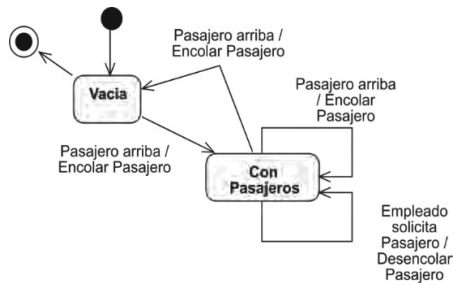 Pasajero arriba /
Encolar Pasajero
Vacia
Pasajero arriba
/ Encolar
Pasajero
Pasajero arriba /
Encolar Pasajero
Con
Pasajeros
Empleado
solicita
Pasajero /
Desencolar
Pasajero